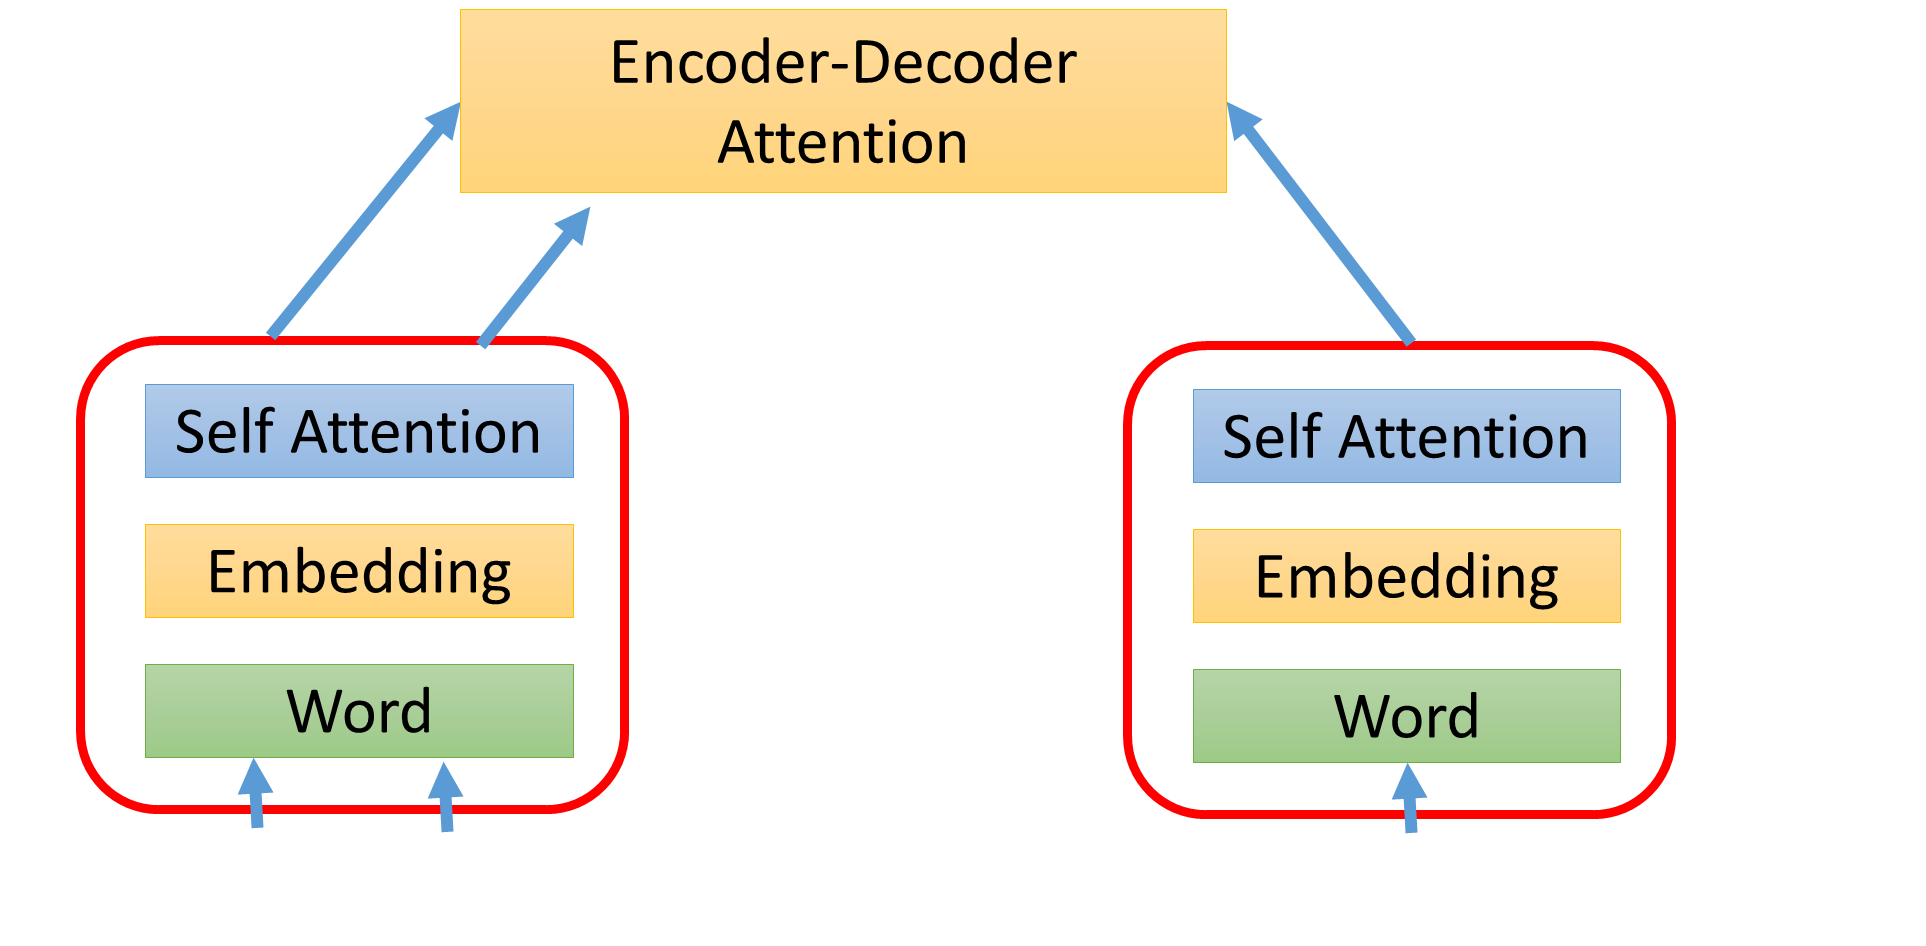 Encoder-Decoder
Attention
Self Attention
Embedding
Word
Self Attention
Embedding
Word